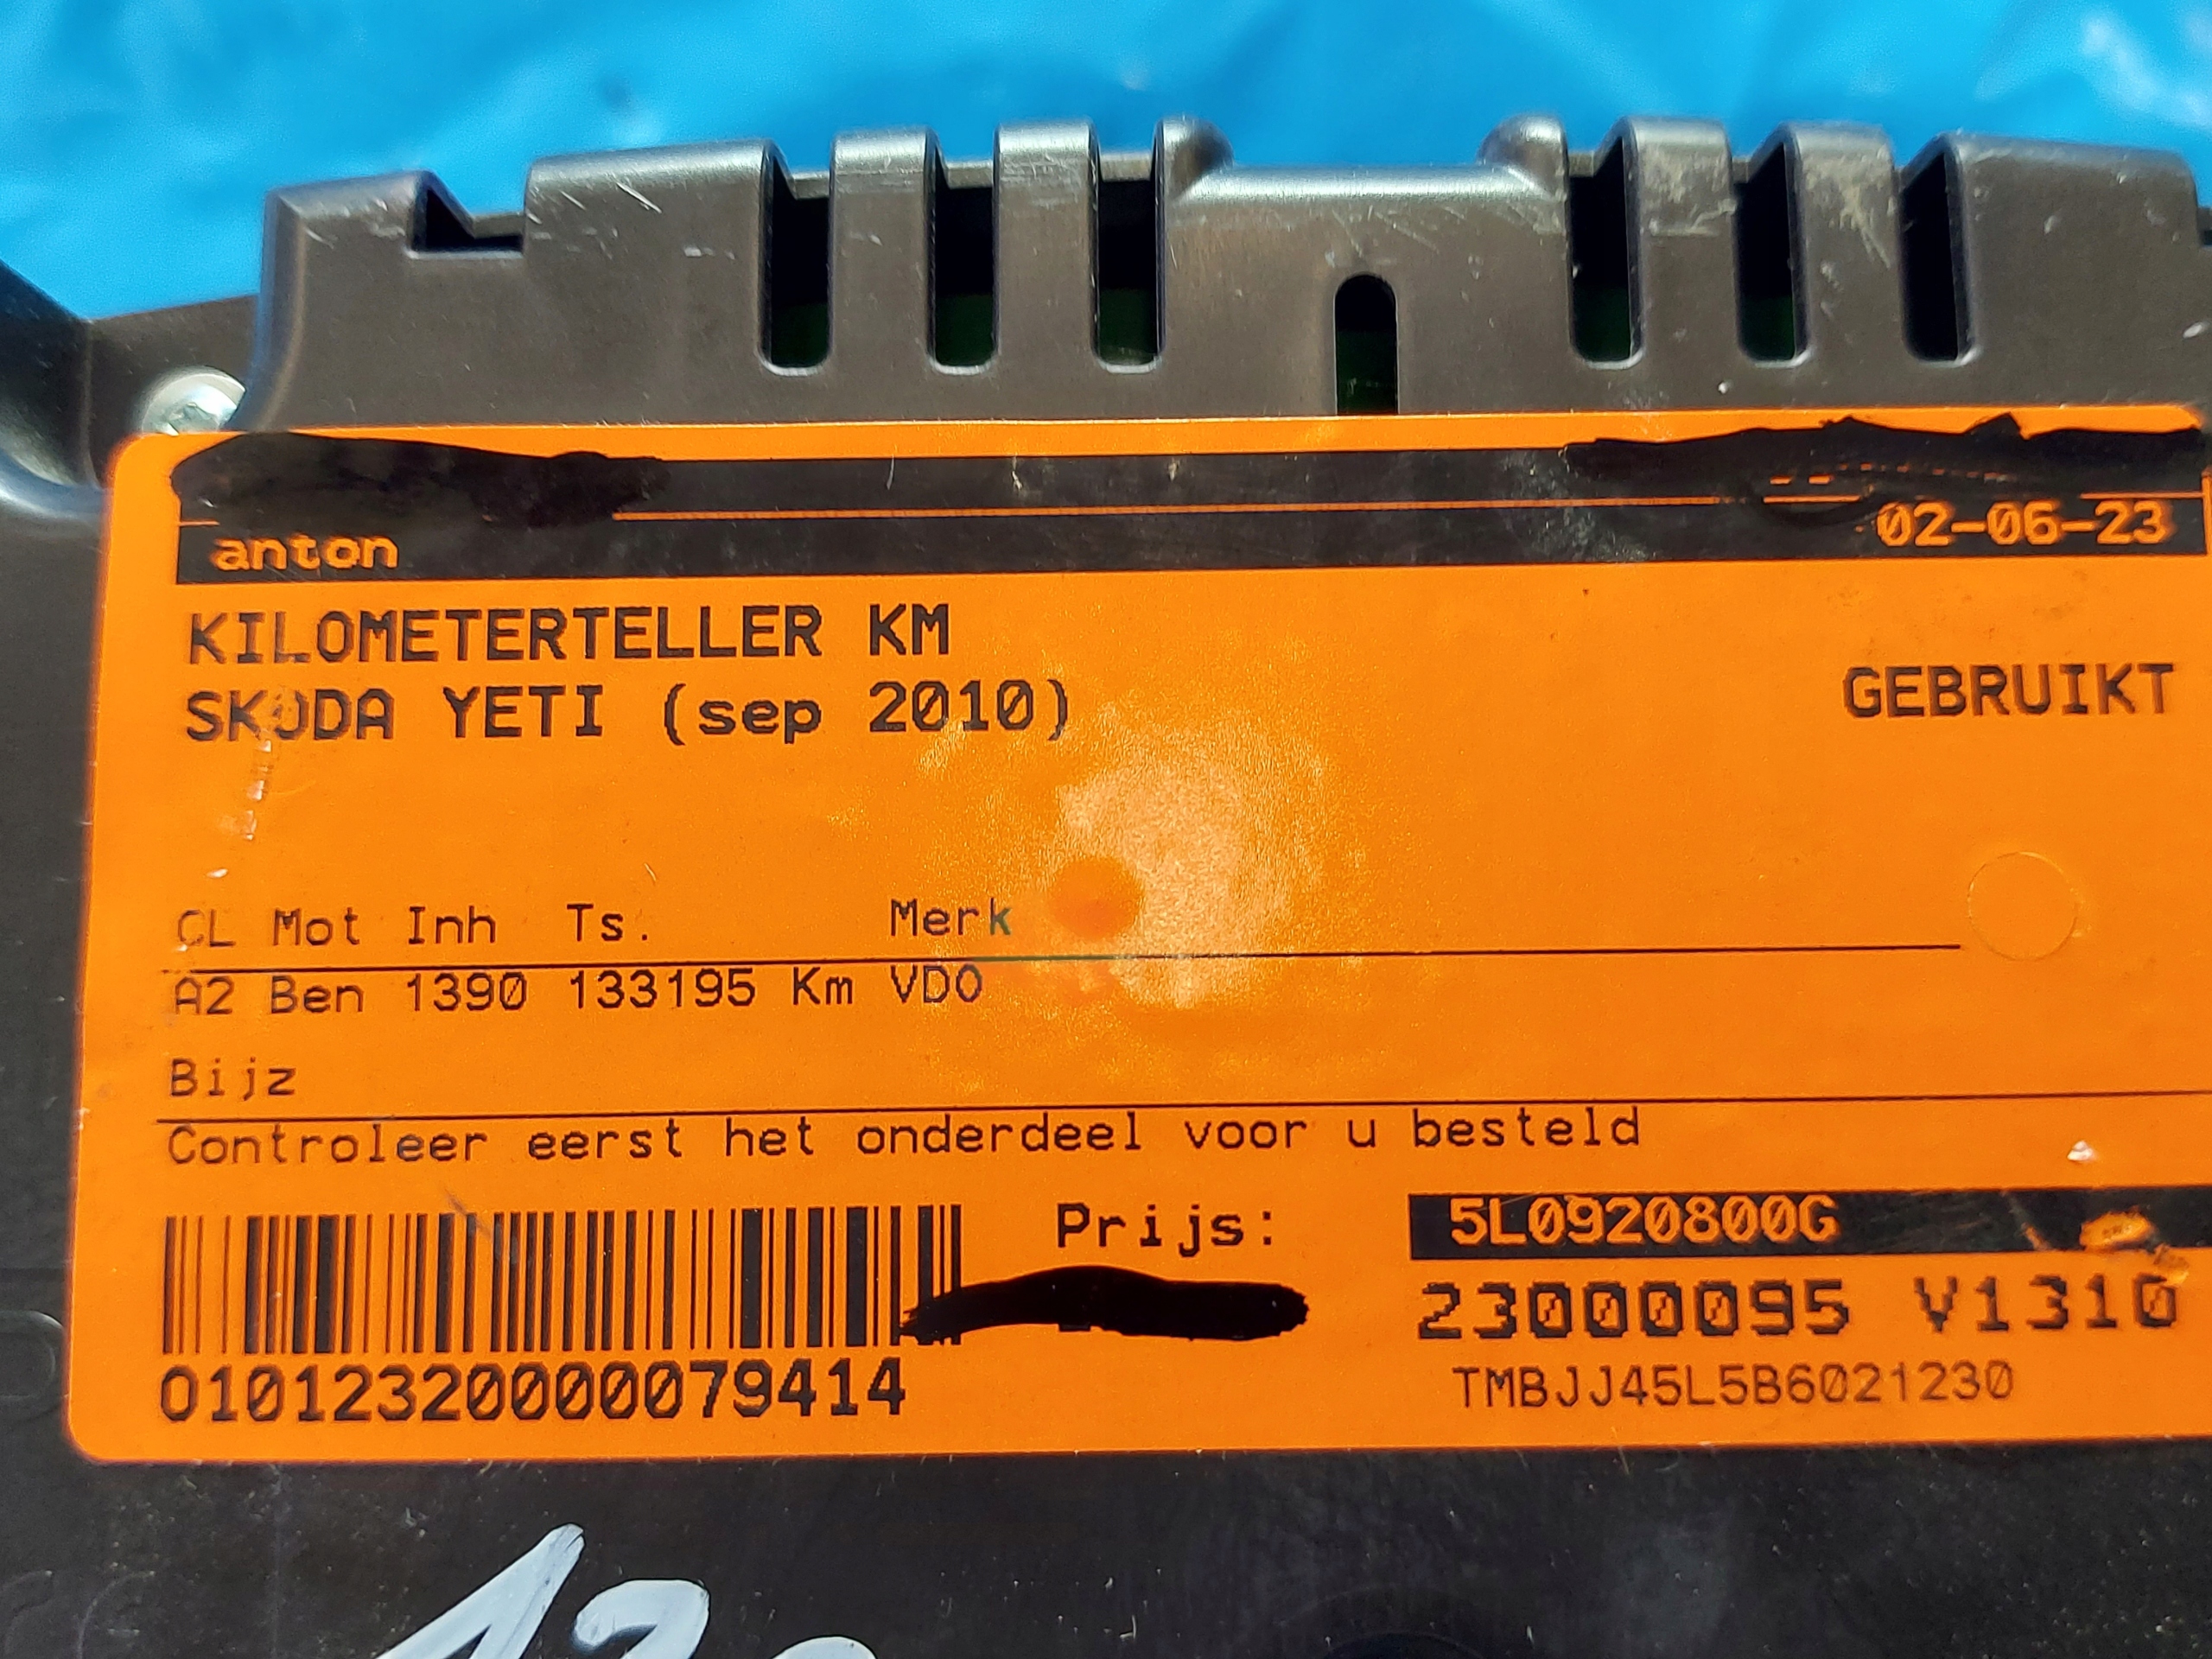 anton
02-06-23
KILOMETERTELLER KM
SKODA YETI (sep 2010)
GEBRUIKT
CL Mot Inh Ts. Merk
A2 Ben 1390 133195 Km VDO
Bijz
Controleer eerst het onderdeel voor u besteld
Prijs:
5L0920800G
23000095 V1310
01012320000079414
TMBJJ45L5B6021230